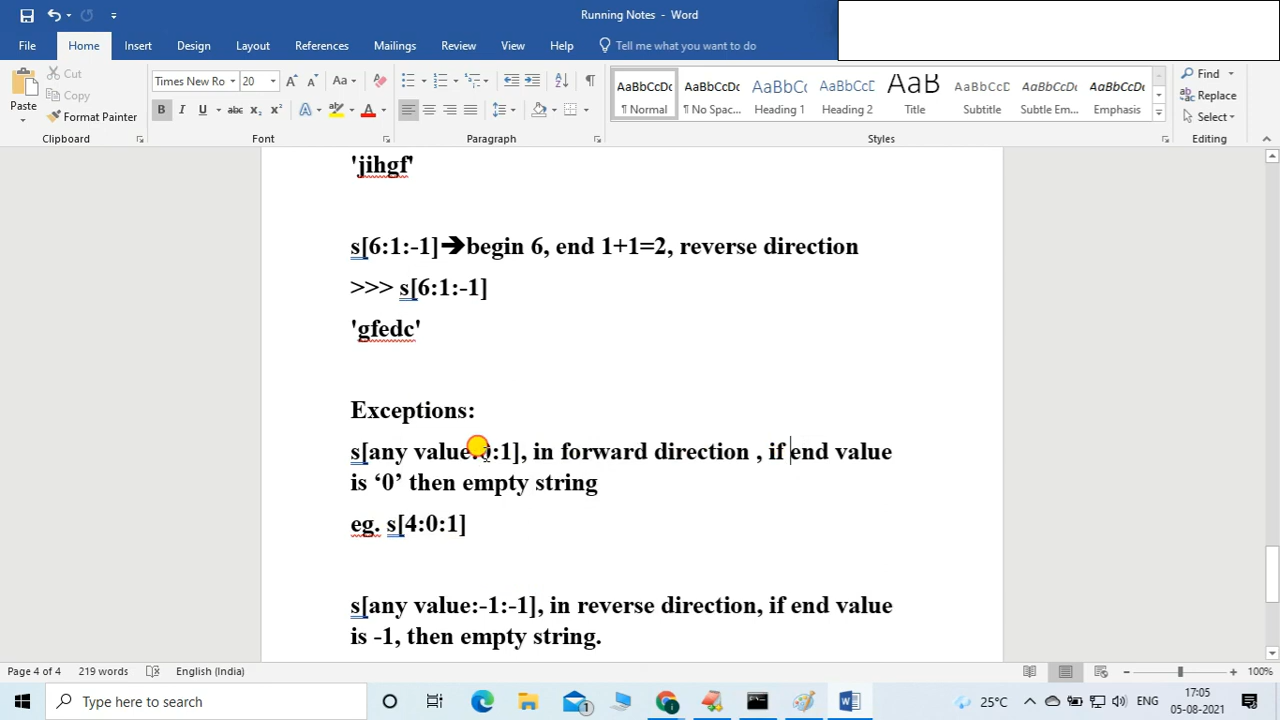 Running Notes - Word
File Home Insert Design Layout References Mailings Review View Help Tell me what you want to do
Paste
Cut
Copy
Format Painter
Clipboard
Times New Ro 20
Font
Paragraph
AaBbCcDd AaBbCcDd AaBbCc AaBbCcD AaB AaBbCcD AaBbCcDd AaBbCcDd
¶ Normal ¶ No Spac... Heading 1 Heading 2 Title Subtitle Subtle Em... Emphasis
Styles
Find
Replace
Select
Editing
'jihgf'
s[6:1:-1]➔begin 6, end 1+1=2, reverse direction
>>> s[6:1:-1]
'gfedc'
Exceptions:
s[any value:0:1], in forward direction , if end value
is ‘0’ then empty string
eg. s[4:0:1]
s[any value:-1:-1], in reverse direction, if end value
is -1, then empty string.
Page 4 of 4 219 words English (India) 100%
Type here to search
25°C ENG 17:05
05-08-2021